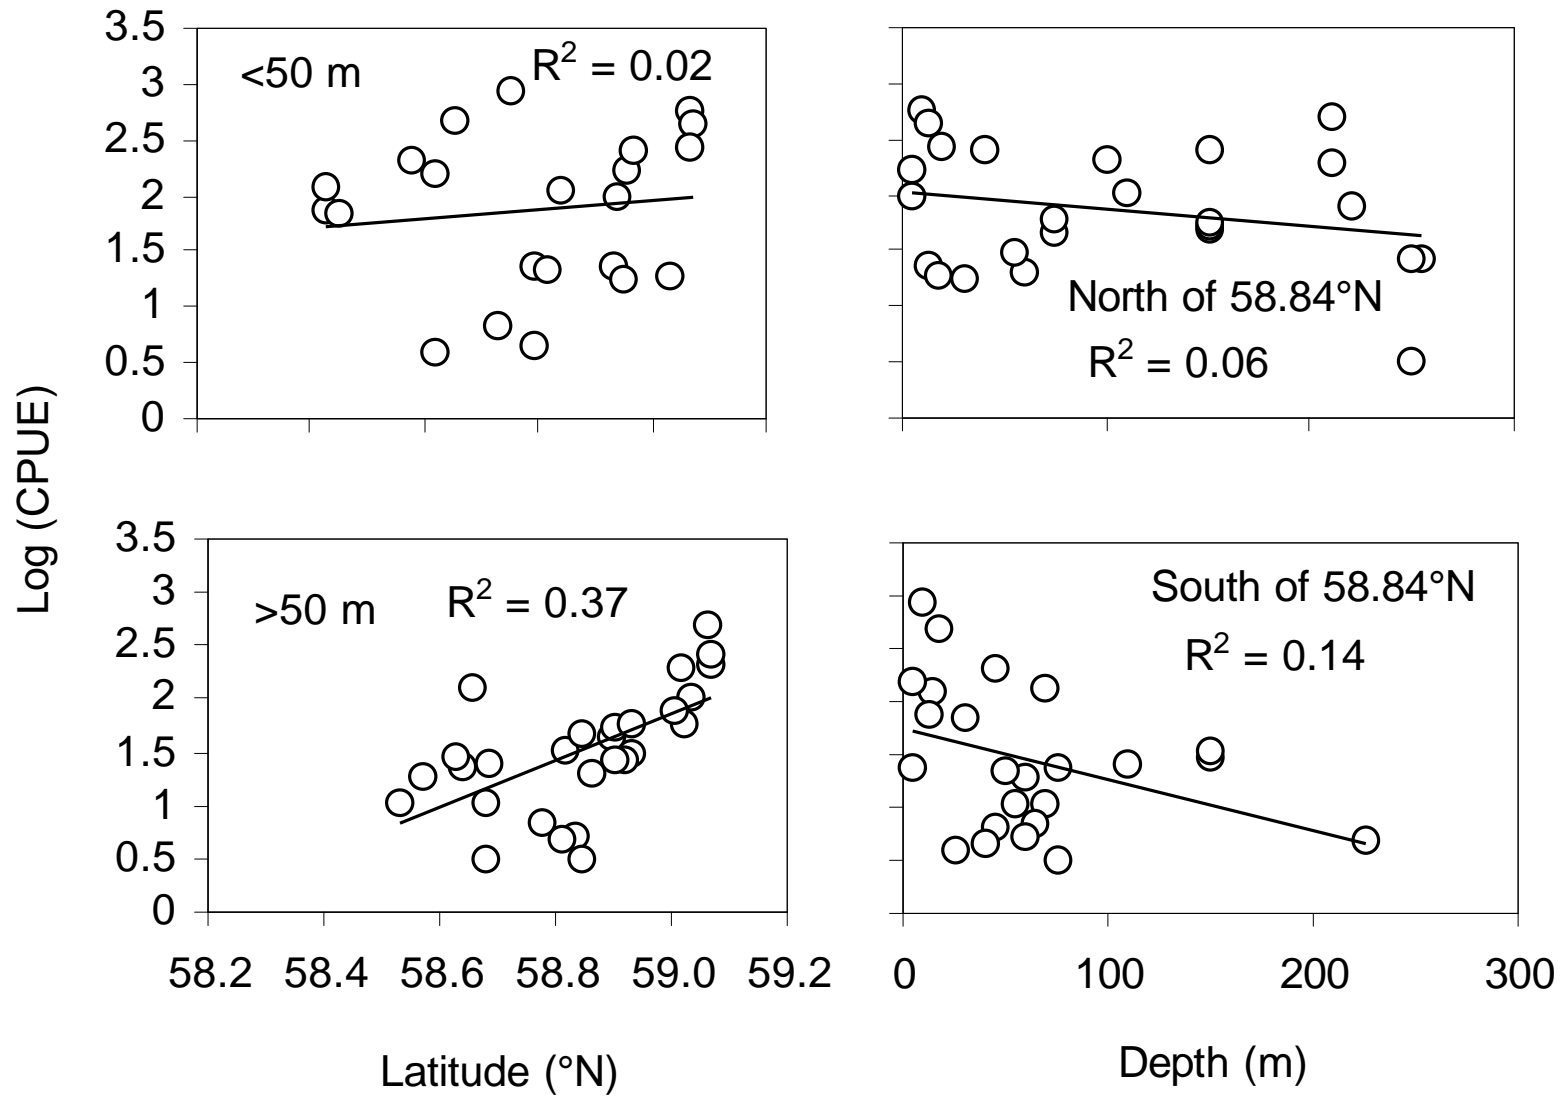 3.5
3
2.5
2
1.5
1
0.5
0
<50 m
R² = 0.02
North of 58.84°N
R² = 0.06
Log (CPUE)
3.5
3
2.5
2
1.5
1
0.5
0
>50 m
R² = 0.37
58.2 58.4 58.6 58.8 59.0 59.2
Latitude (°N)
South of 58.84°N
R² = 0.14
0 100 200 300
Depth (m)